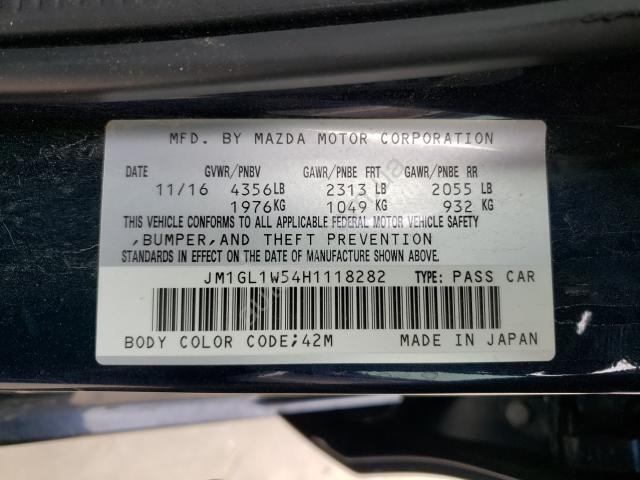 MFD. BY MAZDA MOTOR CORPORATION
DATE GVWR/PNBV GAWR/PNBE FRT GAWR/PNBE RR
11/16 4356LB 2313 LB 2055 LB
1976KG 1049 KG 932 KG
THIS VEHICLE CONFORMS TO ALL APPLICABLE FEDERAL MOTOR VEHICLE SAFETY
,BUMPER,AND THEFT PREVENTION
STANDARDS IN EFFECT ON THE DATE OF MANUFACTURE SHOWN ABOVE.
JM1GL1W54H1118282 TYPE: PASS CAR
BODY COLOR CODE;42M MADE IN JAPAN